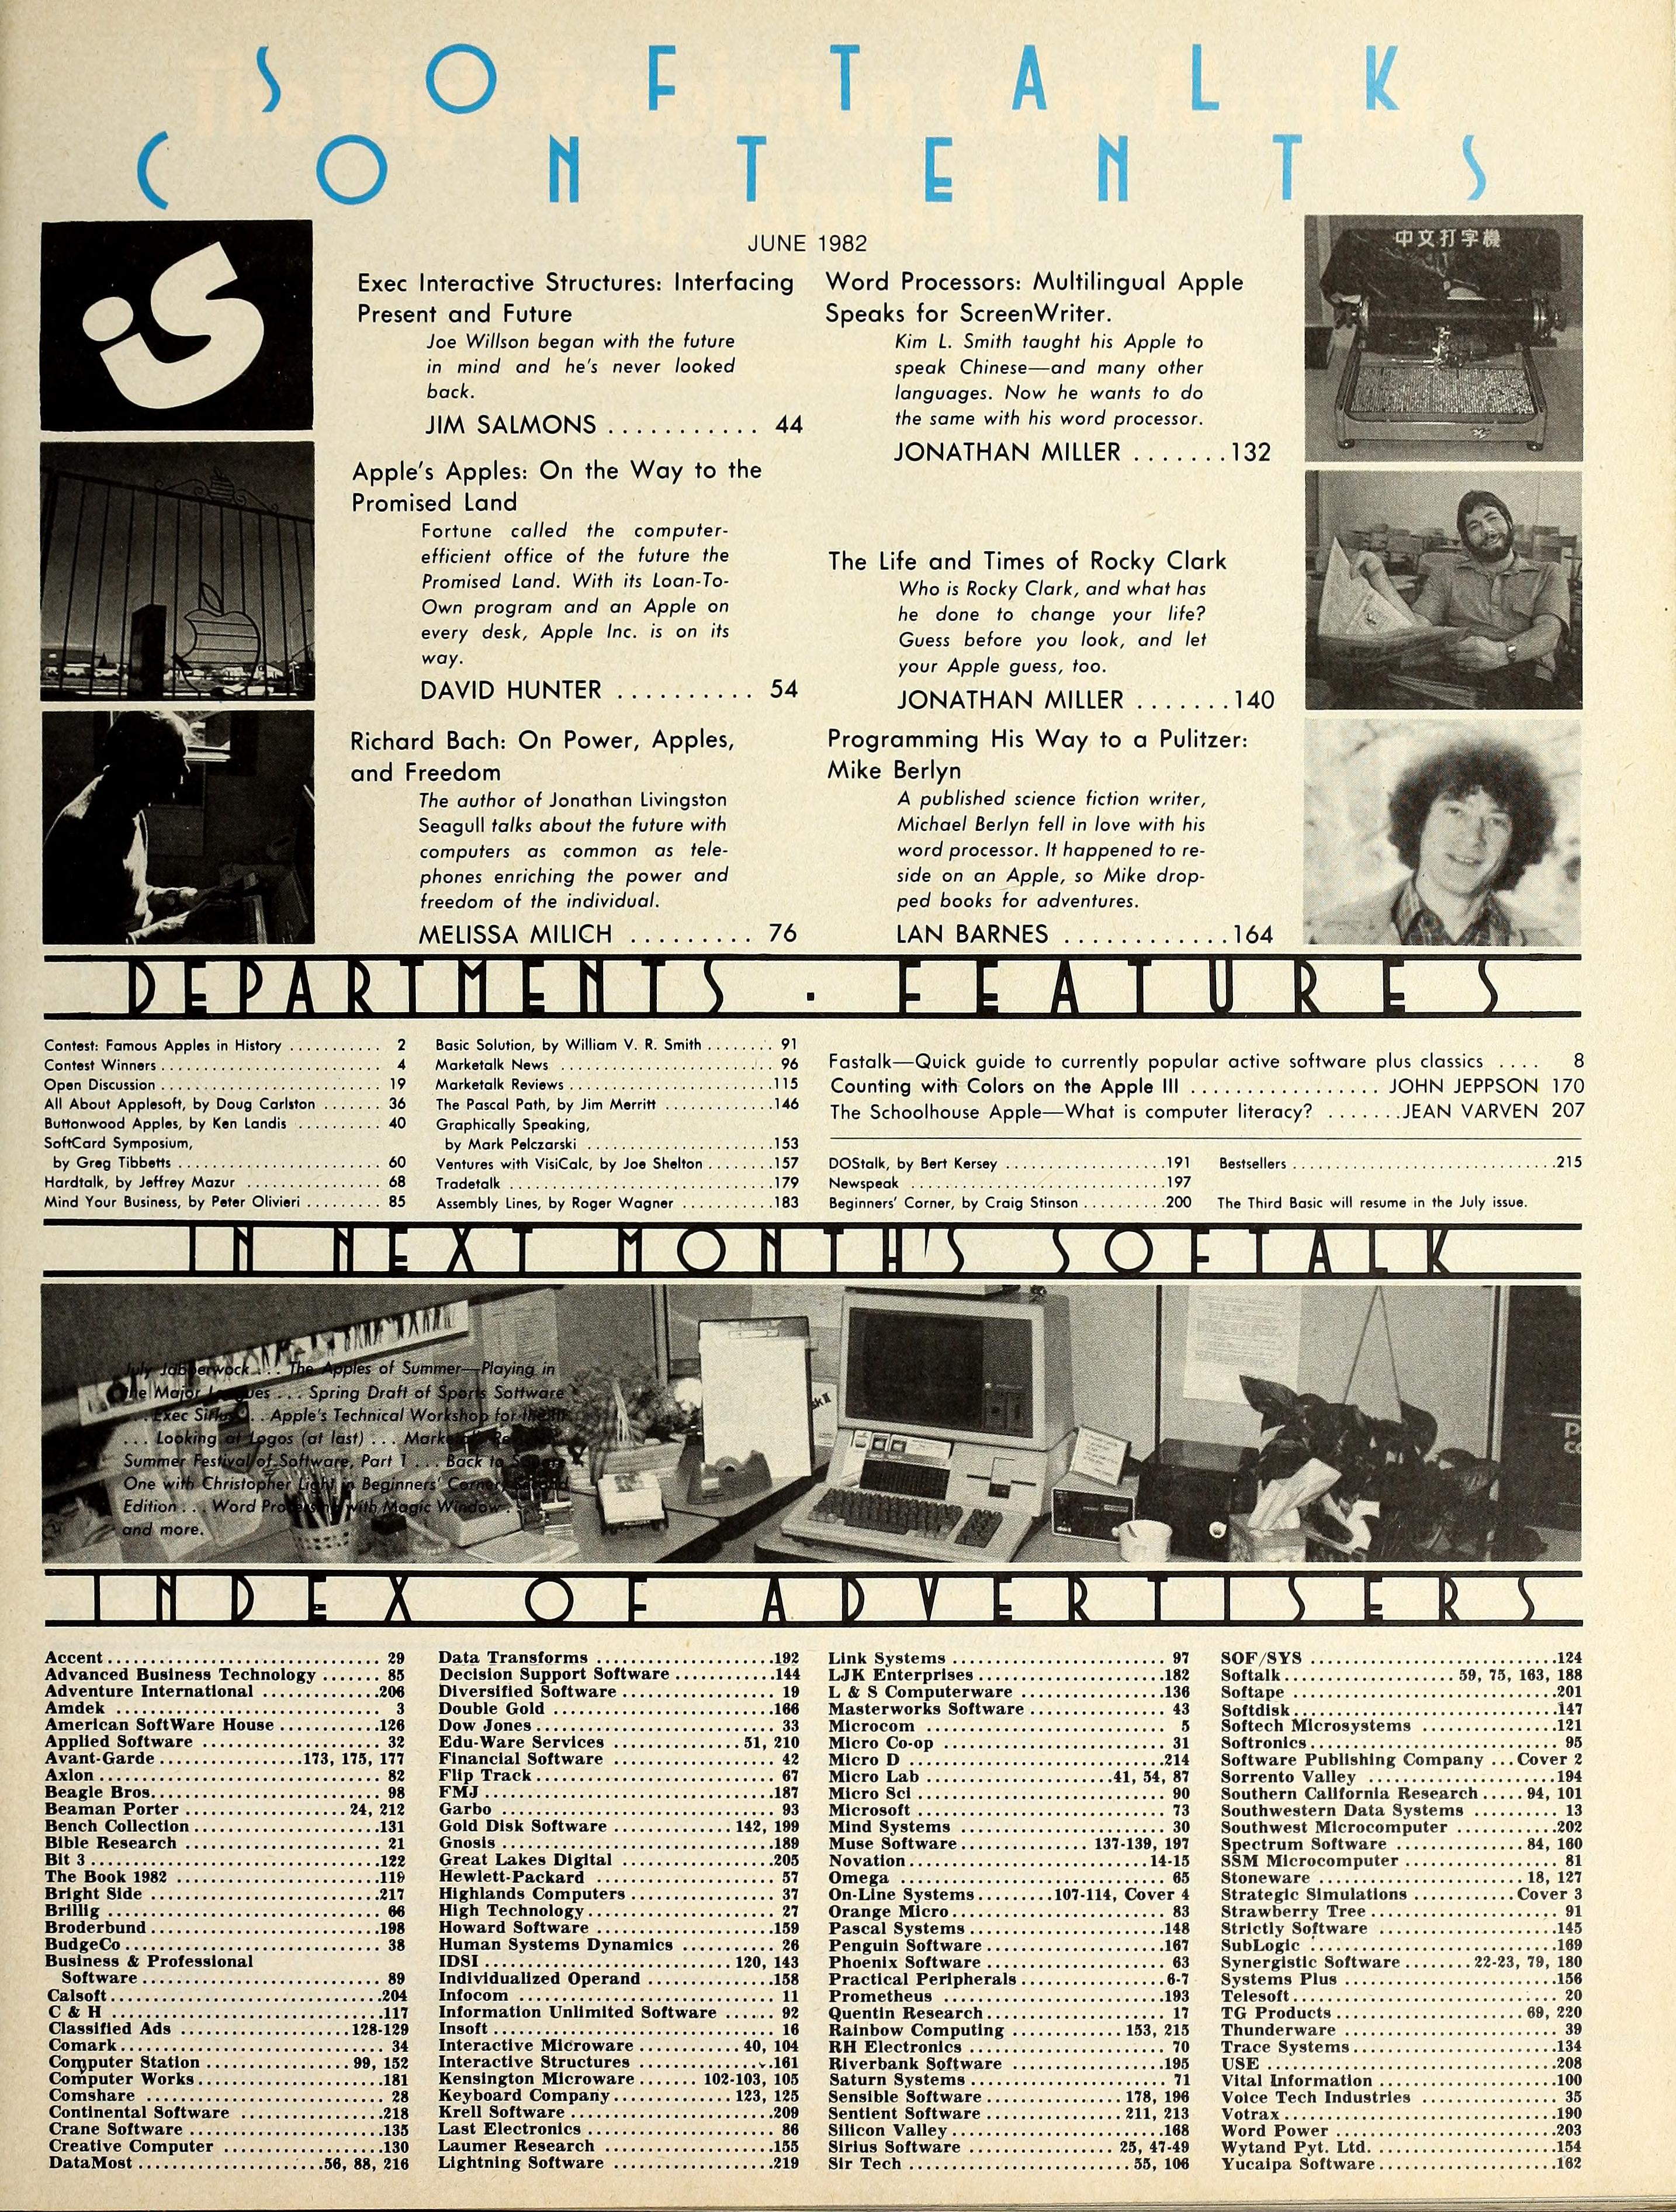 SOFTALK
CONTENTS
JUNE 1982
iS
Exec Interactive Structures: Interfacing
Present and Future
Joe Willson began with the future
in mind and he's never looked
back.
JIM SALMONS ........... 44
Apple's Apples: On the Way to the
Promised Land
Fortune called the computer-
efficient office of the future the
Promised Land. With its Loan-To-
Own program and an Apple on
every desk, Apple Inc. is on its
way.
DAVID HUNTER .......... 54
Richard Bach: On Power, Apples,
and Freedom
The author of Jonathan Livingston
Seagull talks about the future with
computers as common as tele-
phones enriching the power and
freedom of the individual.
MELISSA MILICH ......... 76
Word Processors: Multilingual Apple
Speaks for ScreenWriter.
Kim L. Smith taught his Apple to
speak Chinese—and many other
languages. Now he wants to do
the same with his word processor.
JONATHAN MILLER .......132
The Life and Times of Rocky Clark
Who is Rocky Clark, and what has
he done to change your life?
Guess before you look, and let
your Apple guess, too.
JONATHAN MILLER .......140
Programming His Way to a Pulitzer:
Mike Berlyn
A published science fiction writer,
Michael Berlyn fell in love with his
word processor. It happened to re-
side on an Apple, so Mike drop-
ped books for adventures.
LAN BARNES ............164
中文打字機
DEPARTMENTS · FEATURES
Contest: Famous Apples in History ........... 2
Contest Winners ........... 4
Open Discussion ........... 19
All About Applesoft, by Doug Carlston ....... 36
Buttonwood Apples, by Ken Landis .......... 40
SoftCard Symposium,
by Greg Tibbetts ........... 60
Hardtalk, by Jeffrey Mazur ........... 68
Mind Your Business, by Peter Olivieri ......... 85
Basic Solution, by William V. R. Smith ........ 91
Marketalk News ........... 96
Marketalk Reviews ...........115
The Pascal Path, by Jim Merritt ...........146
Graphically Speaking,
by Mark Pelczarski ...........153
Ventures with VisiCalc, by Joe Shelton ........157
Tradetalk ...........179
Assembly Lines, by Roger Wagner ...........183
Fastalk—Quick guide to currently popular active software plus classics .... 8
Counting with Colors on the Apple III ........... JOHN JEPPSON 170
The Schoolhouse Apple—What is computer literacy? .......JEAN VARVEN 207
DOStalk, by Bert Kersey ...........191
Newspeak ...........197
Beginners' Corner, by Craig Stinson ..........200
Bestsellers ...........215
The Third Basic will resume in the July issue.
IN NEXT MONTH'S SOFTALK
July Jabberwock ... The Apples of Summer—Playing in
the Major Leagues ... Spring Draft of Sports Software
... Exec Sirius ... Apple's Technical Workshop for
... Looking at Logos (at last) ...
Summer Festival of Software, Part 1 ... Back to
One with Christopher Light in Beginners' Corner, Second
Edition ... Word Processing with Magic Window ...
and more.
INDEX OF ADVERTISERS
Accent ........... 29
Advanced Business Technology ....... 85
Adventure International ...........206
Amdek ........... 3
American SoftWare House ...........126
Applied Software ........... 32
Avant-Garde ...........173, 175, 177
Axlon ........... 82
Beagle Bros. ........... 98
Beaman Porter ........... 24, 212
Bench Collection ...........131
Bible Research ........... 21
Bit 3 ...........122
The Book 1982 ...........119
Bright Side ...........217
Brillig ........... 66
Broderbund ...........198
BudgeCo ........... 38
Business & Professional
Software ........... 89
Calsoft ...........204
C & H ...........117
Classified Ads ...........128-129
Comark ........... 34
Computer Station ........... 99, 152
Computer Works ...........181
Comshare ........... 28
Continental Software ...........218
Crane Software ...........135
Creative Computer ...........130
DataMost ...........56, 88, 216
Data Transforms ...........192
Decision Support Software ...........144
Diversified Software ........... 19
Double Gold ...........166
Dow Jones ........... 33
Edu-Ware Services ........... 51, 210
Financial Software ........... 42
Flip Track ........... 67
FMJ ...........187
Garbo ........... 93
Gold Disk Software ........... 142, 199
Gnosis ...........189
Great Lakes Digital ...........205
Hewlett-Packard ........... 57
Highlands Computers ........... 37
High Technology ........... 27
Howard Software ...........159
Human Systems Dynamics ........... 26
IDSI ........... 120, 143
Individualized Operand ...........158
Infocom ........... 11
Information Unlimited Software ...... 92
Insoft ........... 16
Interactive Microware ........... 40, 104
Interactive Structures ...........161
Kensington Microware ....... 102-103, 105
Keyboard Company ........... 123, 125
Krell Software ...........209
Last Electronics ........... 86
Laumer Research ...........155
Lightning Software ...........219
Link Systems ........... 97
LJK Enterprises ...........182
L & S Computerware ...........136
Masterworks Software ........... 43
Microcom ........... 5
Micro Co-op ........... 31
Micro D ...........214
Micro Lab ...........41, 54, 87
Micro Sci ........... 90
Microsoft ........... 73
Mind Systems ........... 30
Muse Software ........... 137-139, 197
Novation ........... 14-15
Omega ........... 65
On-Line Systems .........107-114, Cover 4
Orange Micro ........... 83
Pascal Systems ...........148
Penguin Software ...........167
Phoenix Software ........... 63
Practical Peripherals ........... 6-7
Prometheus ...........193
Quentin Research ........... 17
Rainbow Computing ........... 153, 215
RH Electronics ........... 70
Riverbank Software ...........195
Saturn Systems ........... 71
Sensible Software ........... 178, 196
Sentient Software ........... 211, 213
Silicon Valley ...........168
Sirius Software ........... 25, 47-49
Sir Tech ........... 55, 106
SOF/SYS ...........124
Softalk ........... 59, 75, 163, 188
Softape ...........201
Softdisk ...........147
Softech Microsystems ...........121
Softronics ........... 95
Software Publishing Company ... Cover 2
Sorrento Valley ...........194
Southern California Research ..... 94, 101
Southwestern Data Systems .......... 13
Southwest Microcomputer ...........202
Spectrum Software ........... 84, 160
SSM Microcomputer ........... 81
Stoneware ........... 18, 127
Strategic Simulations ........... Cover 3
Strawberry Tree ........... 91
Strictly Software ...........145
SubLogic ...........169
Synergistic Software ........ 22-23, 79, 180
Systems Plus ...........156
Telesoft ........... 20
TG Products ........... 69, 220
Thunderware ........... 39
Trace Systems ...........134
USE ...........208
Vital Information ...........100
Voice Tech Industries ........... 35
Votrax ...........190
Word Power ...........203
Wytand Pyt. Ltd. ...........154
Yucaipa Software ...........162